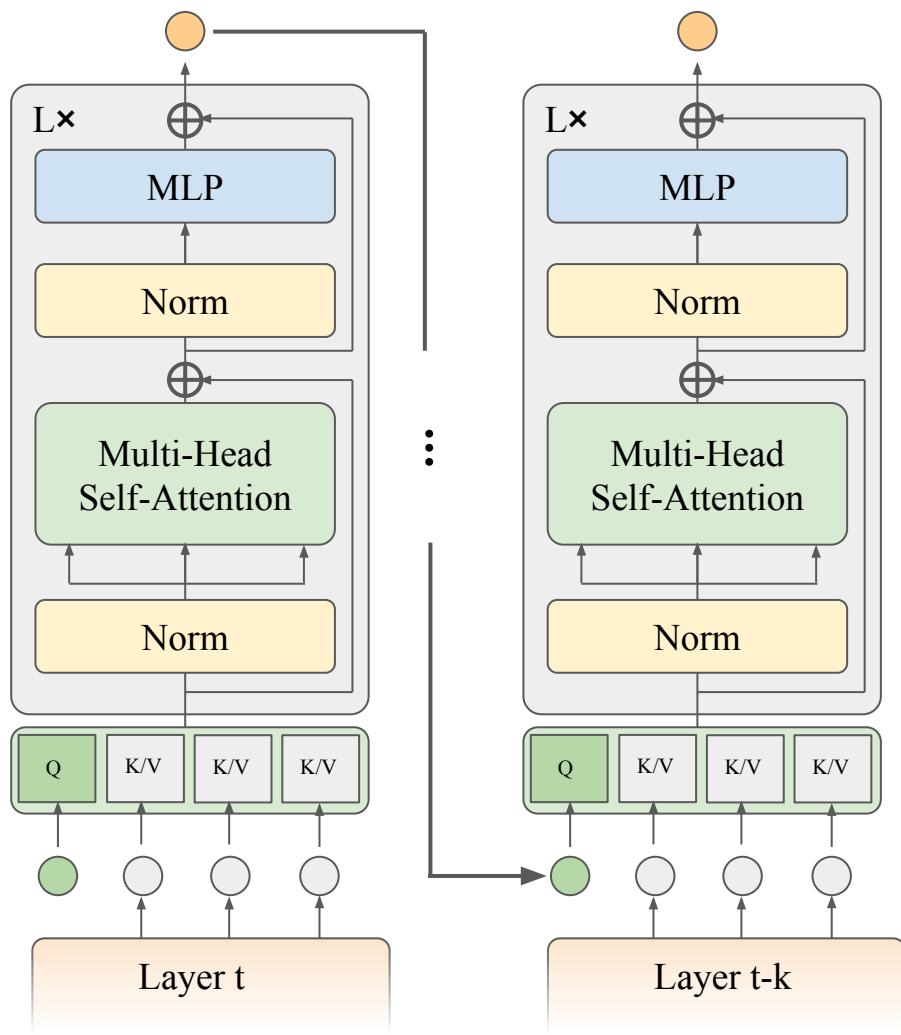 L×
MLP
Norm
Multi-Head
Self-Attention
Norm
Q K/V K/V K/V
Layer t
⋮
L×
MLP
Norm
Multi-Head
Self-Attention
Norm
Q K/V K/V K/V
Layer t-k